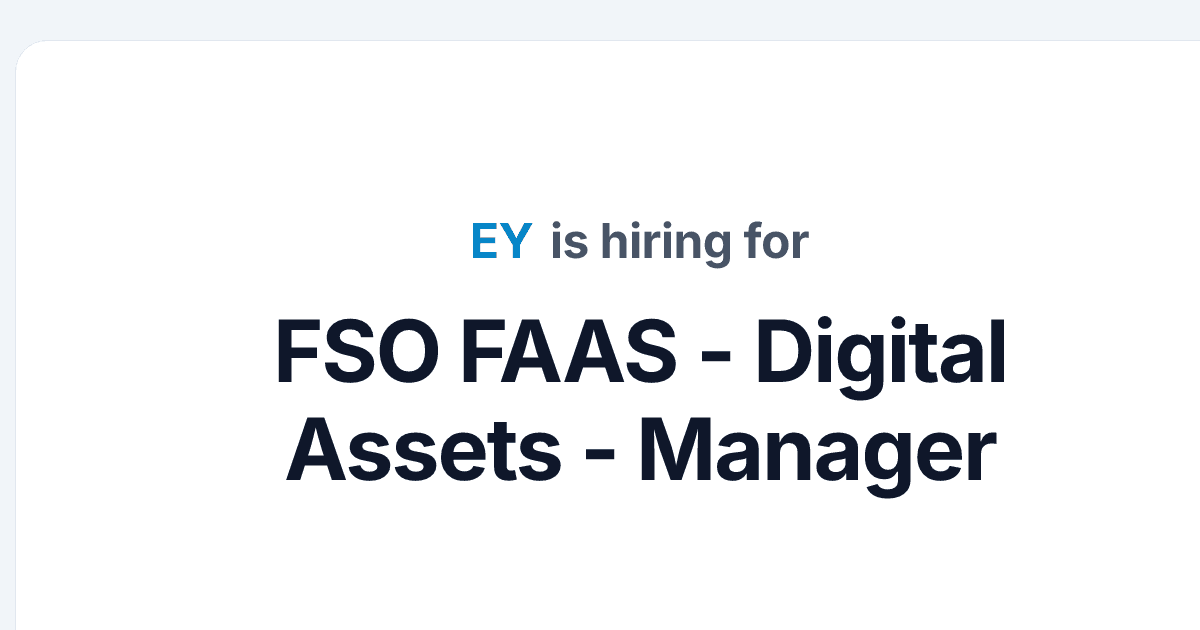 EY is hiring for
FSO FAAS - Digital
Assets - Manager